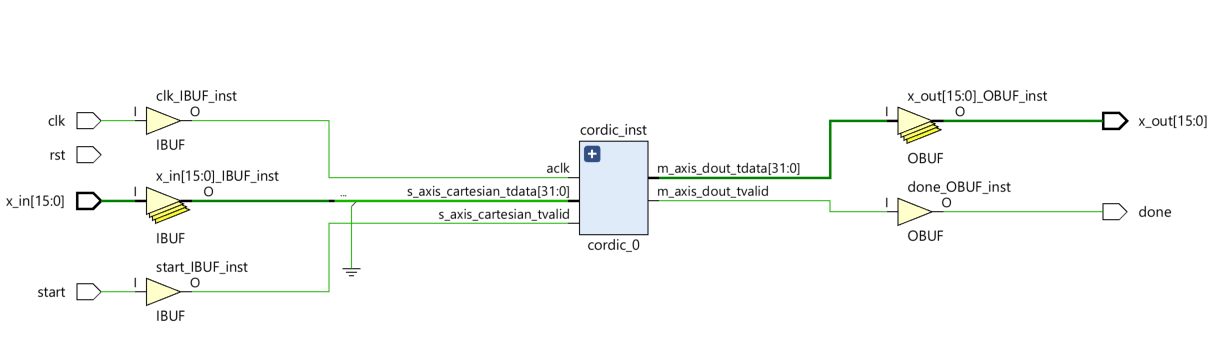 clk_IBUF_inst
x_out[15:0]_OBUF_inst
I
O
I
O
clk
x_out[15:0]
cordic_inst
IBUF
OBUF
rst
+
aclk
m_axis_dout_tdata[31:0]
x_in[15:0]_IBUF_inst
done_OBUF_inst
I
O
...
s_axis_cartesian_tdata[31:0]
m_axis_dout_tvalid
I
O
x_in[15:0]
s_axis_cartesian_tvalid
done
IBUF
OBUF
cordic_0
start_IBUF_inst
I
O
start
IBUF